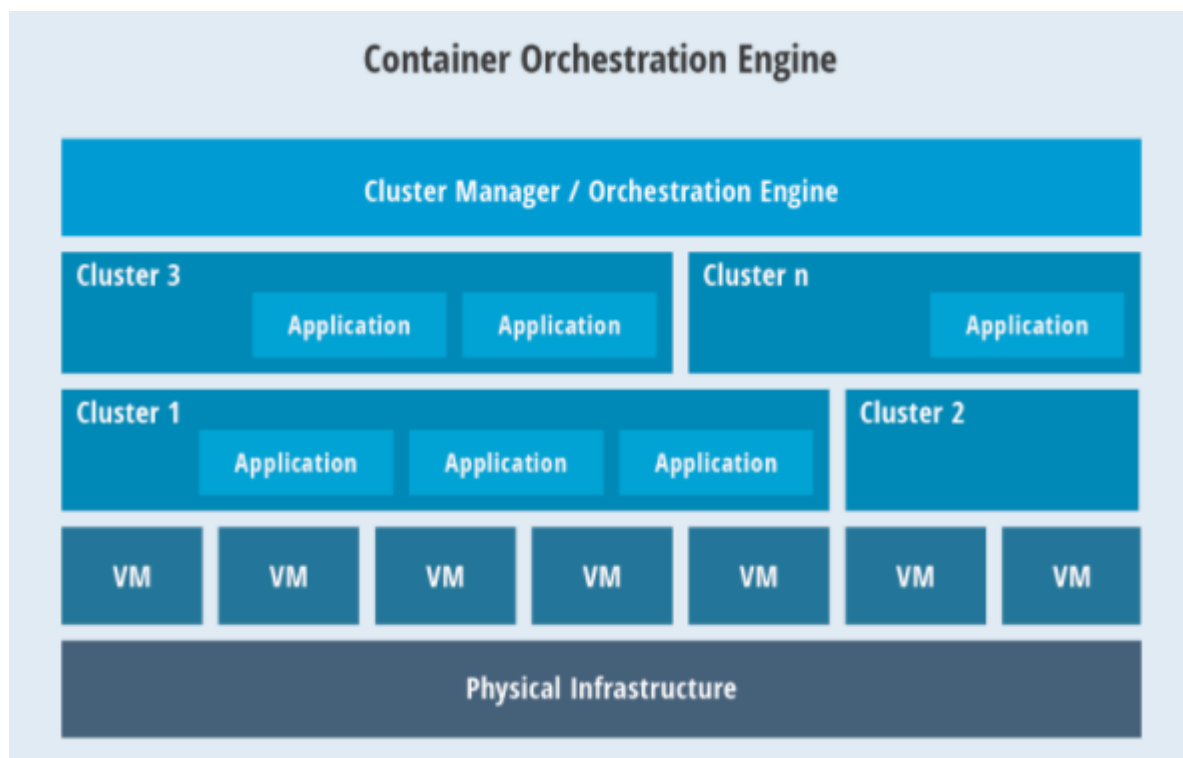 Container Orchestration Engine
Cluster Manager / Orchestration Engine
Cluster 3
Application
Application
Cluster n
Application
Cluster 1
Application
Application
Application
Cluster 2
VM
VM
VM
VM
VM
VM
VM
Physical Infrastructure